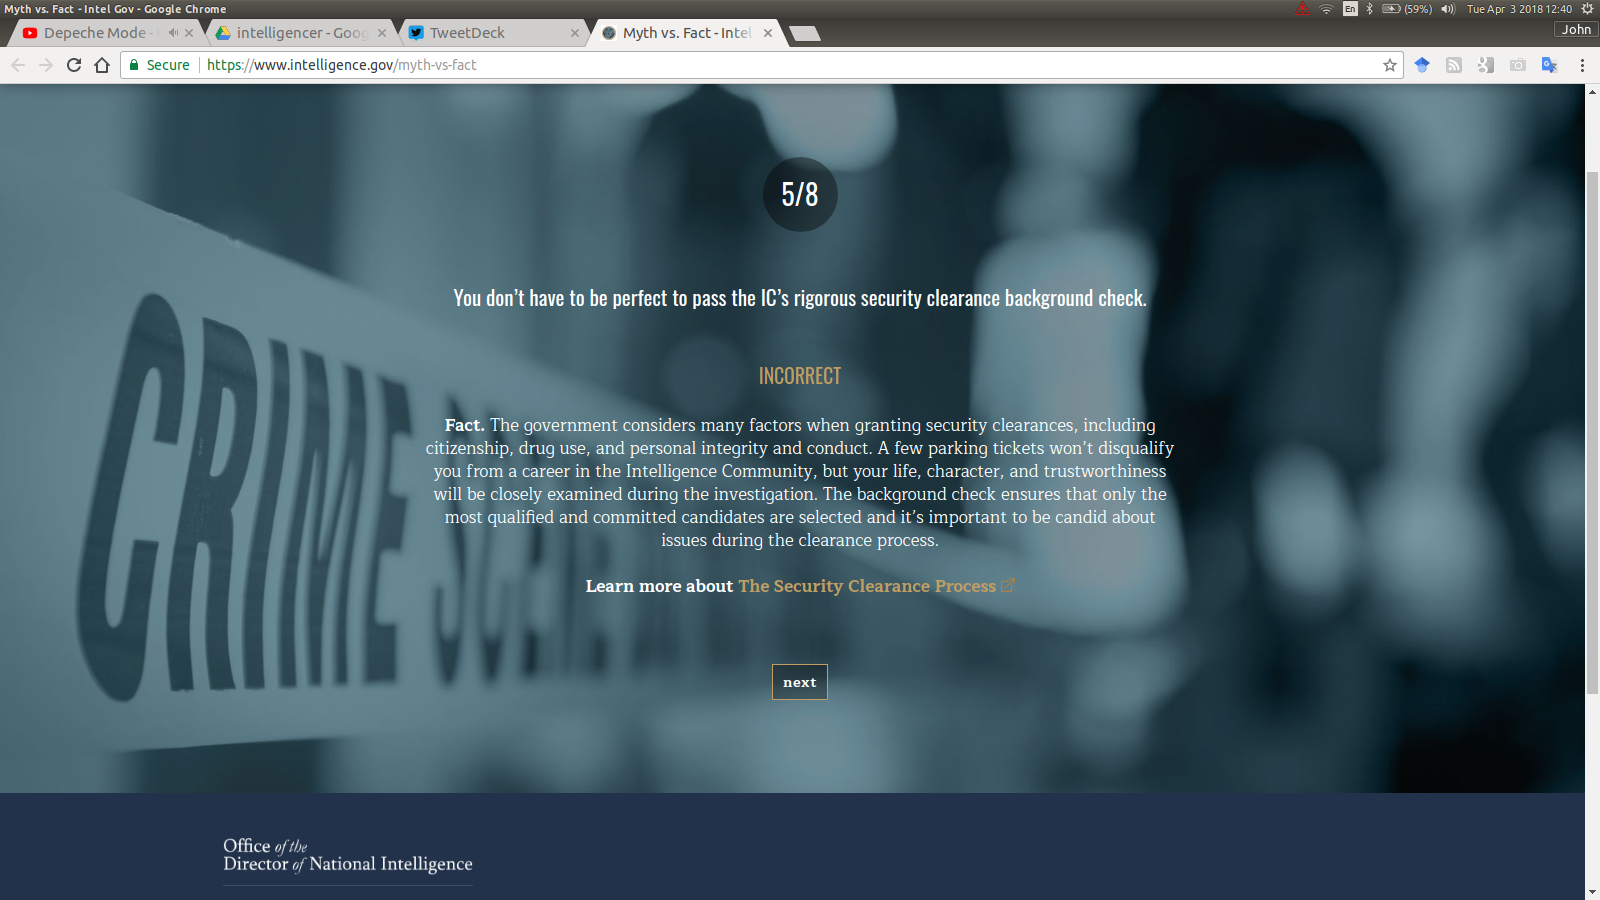 Myth vs. Fact - Intel Gov - Google Chrome
En
(59%)
Tue Apr 3 2018 12:40
Depeche Mode -
intelligencer - Goog
TweetDeck
Myth vs. Fact - Intel
John
Secure
https://www.intelligence.gov/myth-vs-fact
5/8
You don't have to be perfect to pass the IC's rigorous security clearance background check.
INCORRECT
Fact. The government considers many factors when granting security clearances, including
citizenship, drug use, and personal integrity and conduct. A few parking tickets won't disqualify
you from a career in the Intelligence Community, but your life, character, and trustworthiness
will be closely examined during the investigation. The background check ensures that only the
most qualified and committed candidates are selected and it's important to be candid about
issues during the clearance process.
Learn more about The Security Clearance Process
next
CRIME SCENE
Office of the
Director of National Intelligence